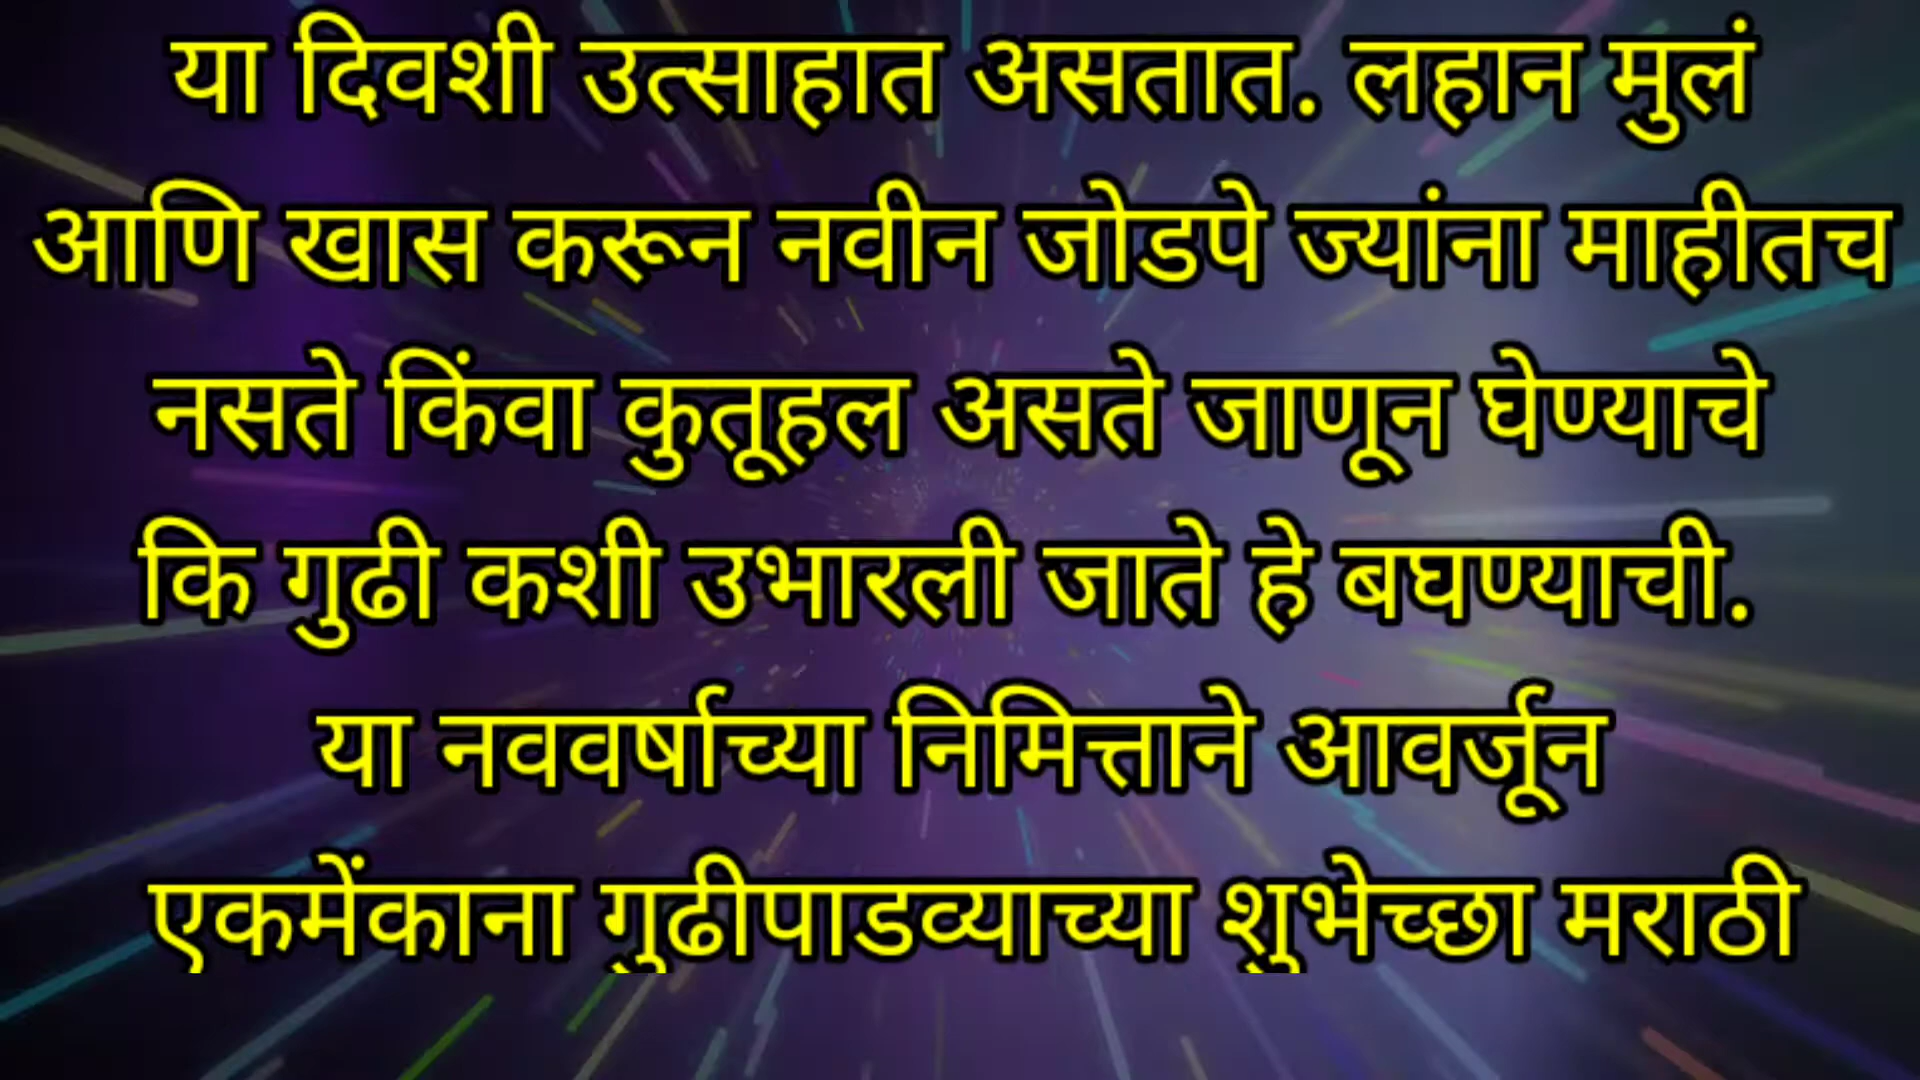 या दिवशी उत्साहात असतात. लहान मुलं
आणि खास करून नवीन जोडपे ज्यांना माहीतच
नसते किंवा कुतूहल असते जाणून घेण्याचे
कि गुढी कशी उभारली जाते हे बघण्याची.
या नववर्षाच्या निमित्ताने आवर्जून
एकमेंकाना गुढीपाडव्याच्या शुभेच्छा मराठी